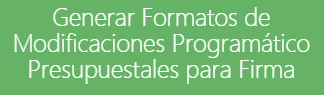 Generar Formatos de
Modificaciones Programático
Presupuestales para Firma